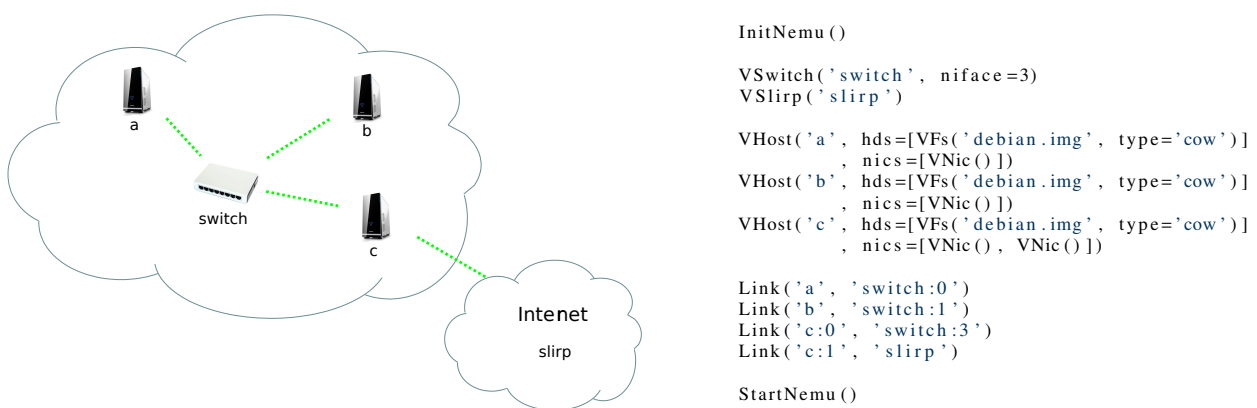 a
b
switch
c
Intenet
slirp
InitNemu()
VSwitch('switch', niface=3)
VSlirp('slirp')
VHost('a', hds=[VFs('debian.img', type='cow')]
, nics=[VNic()])
VHost('b', hds=[VFs('debian.img', type='cow')]
, nics=[VNic()])
VHost('c', hds=[VFs('debian.img', type='cow')]
, nics=[VNic(), VNic()])
Link('a', 'switch:0')
Link('b', 'switch:1')
Link('c:0', 'switch:3')
Link('c:1', 'slirp')
StartNemu()